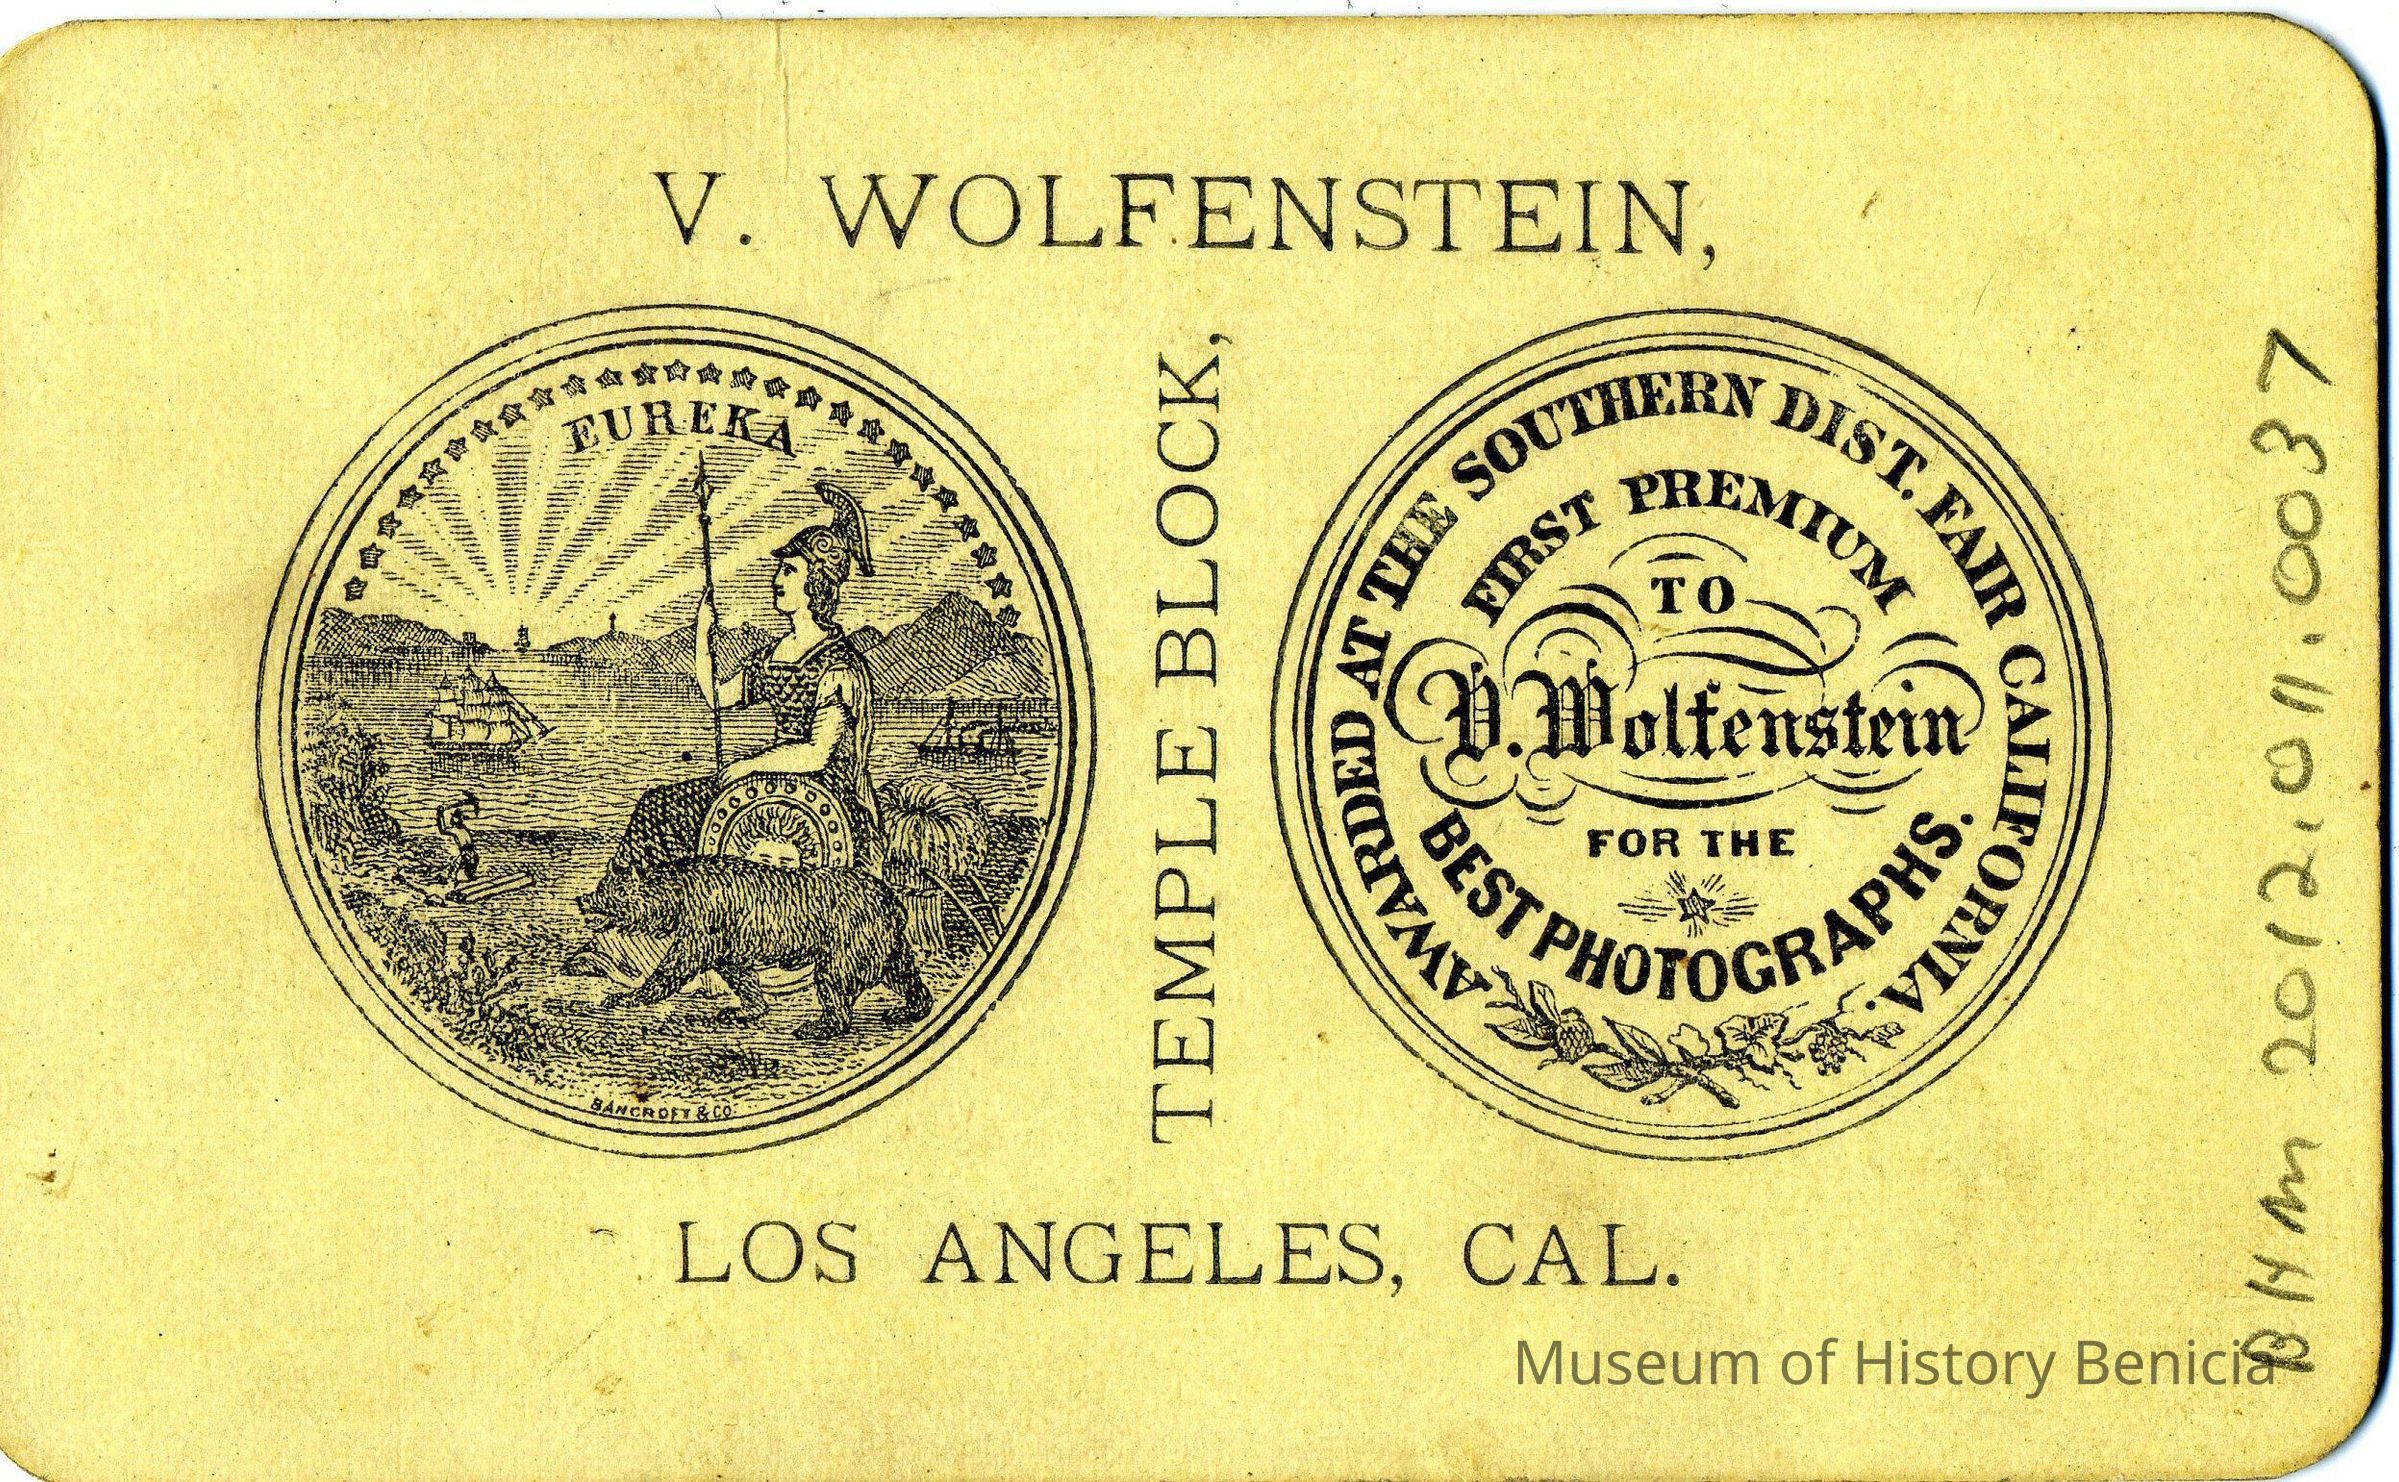 V. WOLFENSTEIN,
EUREKA
BANCROFT & CO.
TEMPLE BLOCK,
AWARDED AT THE SOUTHERN DIST. FAIR CALIFORNIA.
FIRST PREMIUM
TO
V. Wolfenstein
FOR THE
BEST PHOTOGRAPHS.
LOS ANGELES, CAL.
BHM 2012.011.0037
Museum of History Benicia